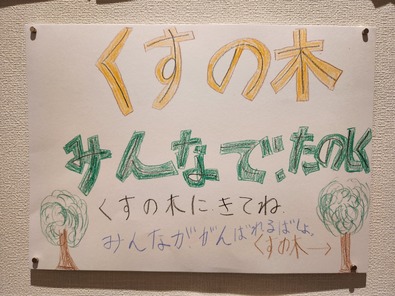 くすの木
みんなで.たのしく
くすの木に.きてね.
みんなが.がんばれるばしょ。
くすの木→